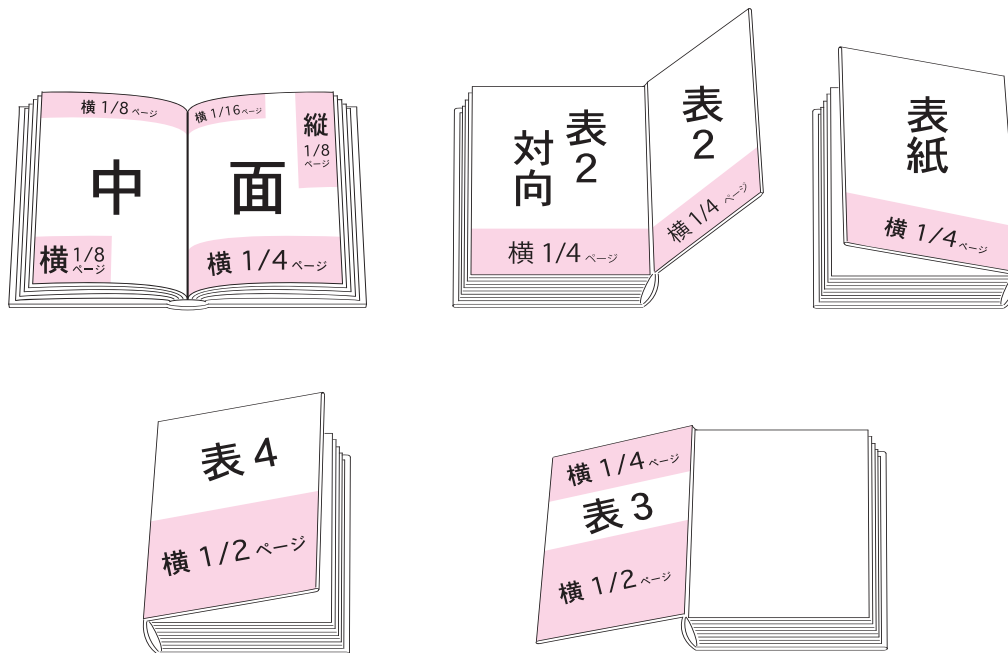 横 1/8 ページ
横 1/16 ページ
縦
1/8
ページ
中 面
横 1/8
ページ
横 1/4 ページ
表2
対向
横 1/4 ページ
表2
横 1/4 ページ
表紙
横 1/4 ページ
表 4
横 1/2 ページ
横 1/4 ページ
表 3
横 1/2 ページ